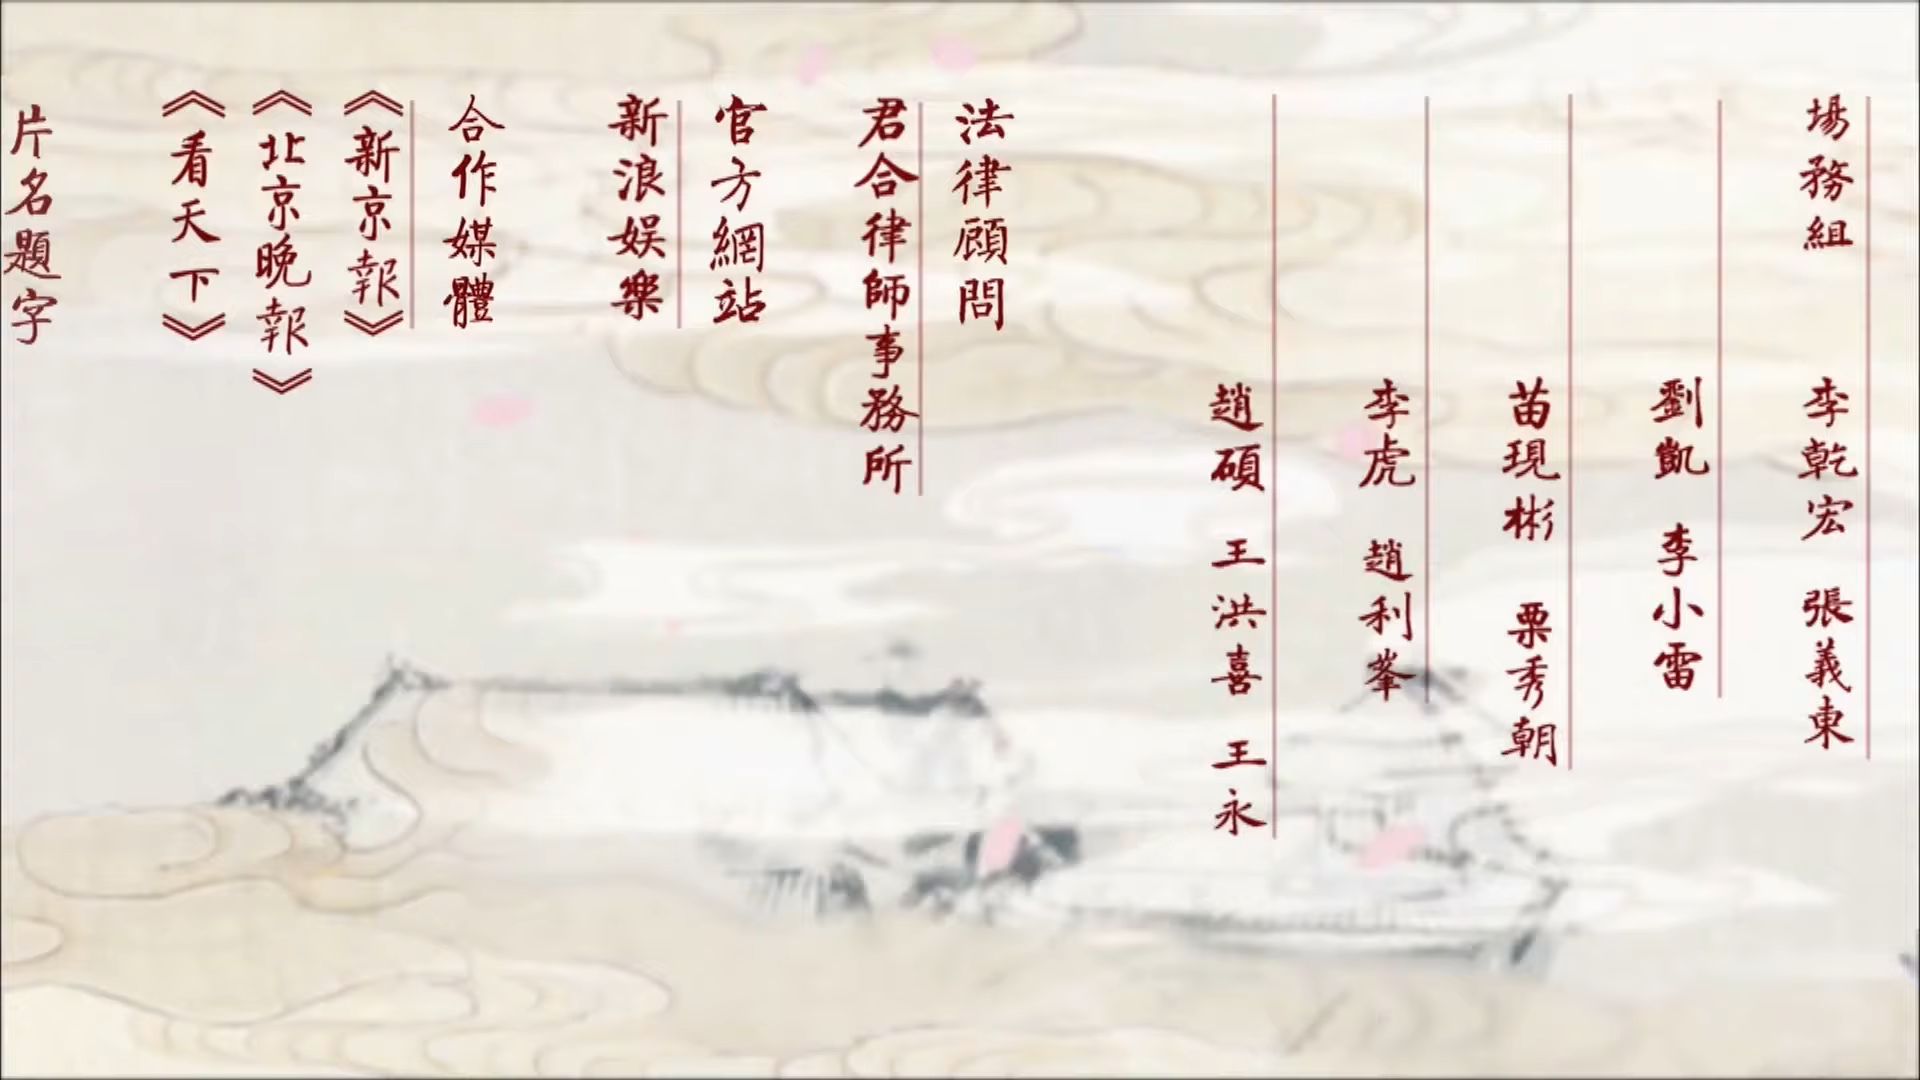 場務組 李乾宏 張義東
劉凱 李小雷
苗現彬 栗秀朝
李虎 趙利峯
趙碩 王洪喜 王永
法律顧問
君合律師事務所
官方網站
新浪娱樂
合作媒體
《新京報》
《北京晚報》
《看天下》
片名題字